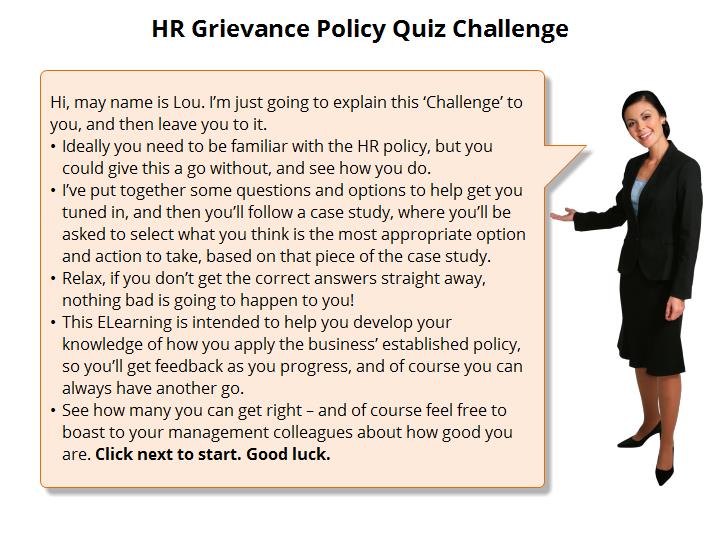 HR Grievance Policy Quiz Challenge
Hi, may name is Lou. I’m just going to explain this ‘Challenge’ to
you, and then leave you to it.
• Ideally you need to be familiar with the HR policy, but you
could give this a go without, and see how you do.
• I’ve put together some questions and options to help get you
tuned in, and then you’ll follow a case study, where you’ll be
asked to select what you think is the most appropriate option
and action to take, based on that piece of the case study.
• Relax, if you don’t get the correct answers straight away,
nothing bad is going to happen to you!
• This ELearning is intended to help you develop your
knowledge of how you apply the business’ established policy,
so you’ll get feedback as you progress, and of course you can
always have another go.
• See how many you can get right – and of course feel free to
boast to your management colleagues about how good you
are. Click next to start. Good luck.